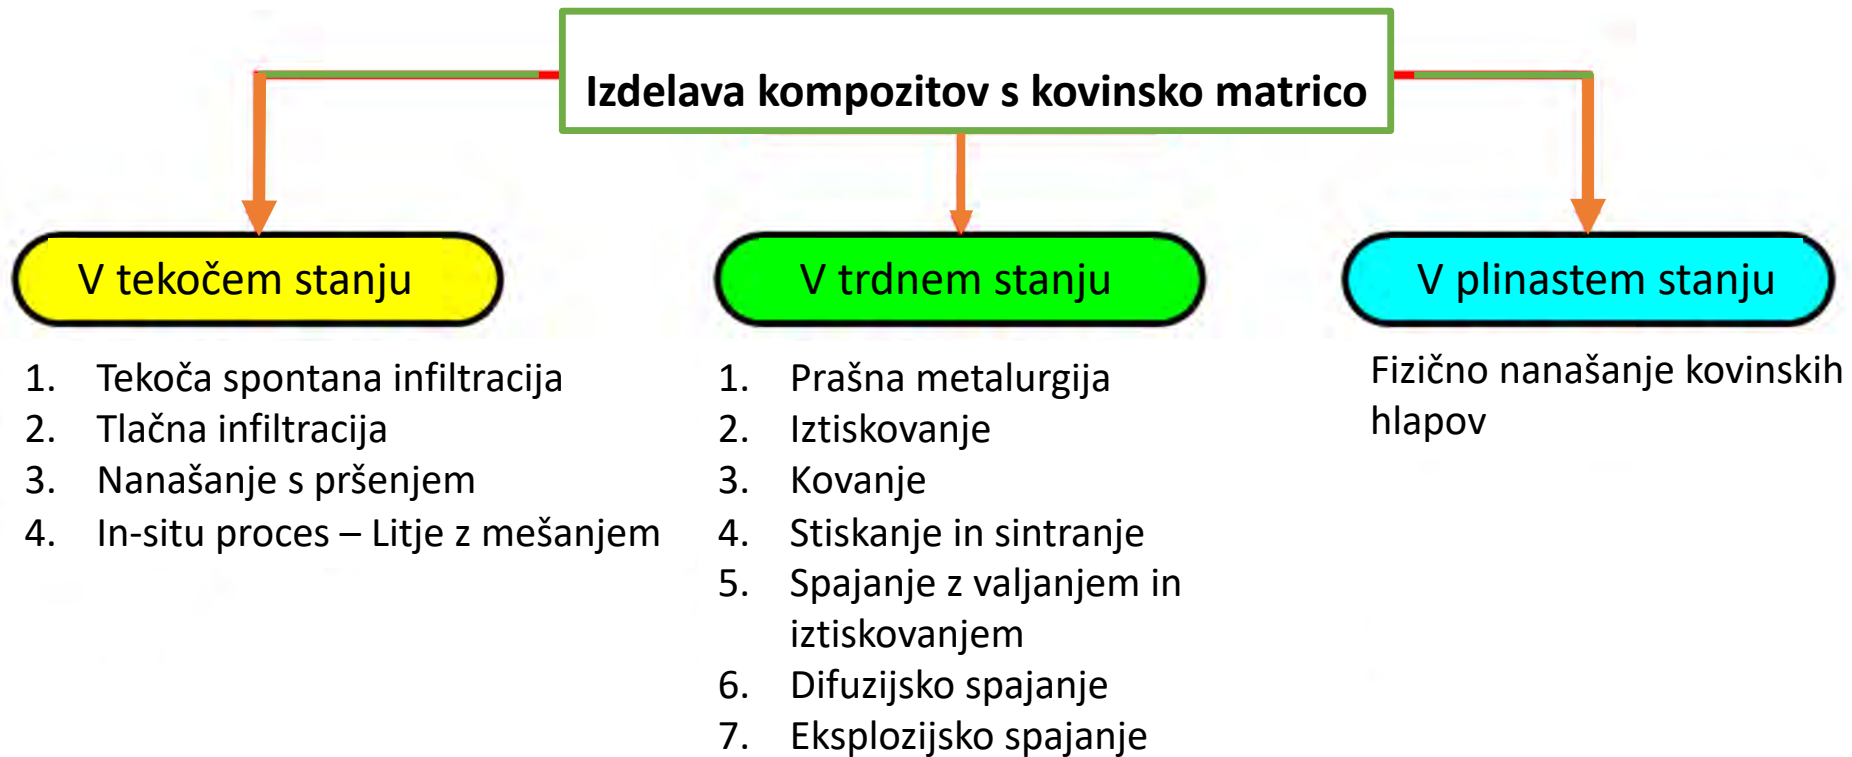 Izdelava kompozitov s kovinsko matrico
V tekočem stanju
1. Tekoča spontana infiltracija
2. Tlačna infiltracija
3. Nanašanje s pršenjem
4. In-situ proces – Litje z mešanjem
V trdnem stanju
1. Prašna metalurgija
2. Iztiskovanje
3. Kovanje
4. Stiskanje in sintranje
5. Spajanje z valjanjem in
iztiskovanjem
6. Difuzijsko spajanje
7. Eksplozijsko spajanje
V plinastem stanju
Fizično nanašanje kovinskih
hlapov